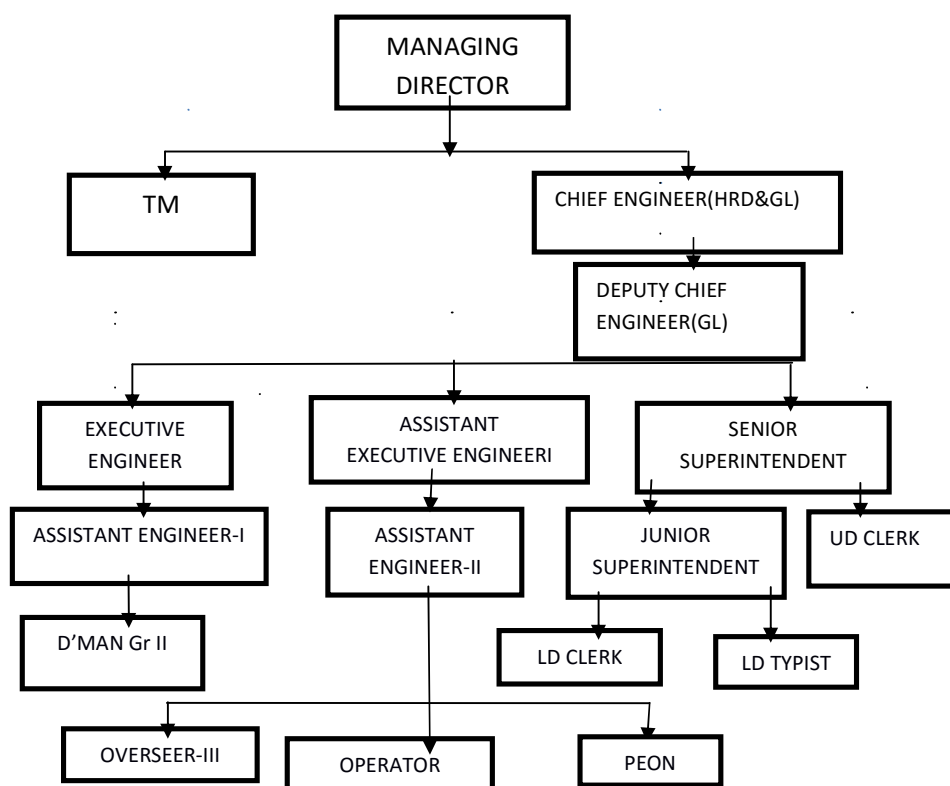 MANAGING
DIRECTOR
TM
CHIEF ENGINEER(HRD&GL)
DEPUTY CHIEF
ENGINEER(GL)
EXECUTIVE
ENGINEER
ASSISTANT
EXECUTIVE ENGINEERI
SENIOR
SUPERINTENDENT
ASSISTANT ENGINEER-I
ASSISTANT
ENGINEER-II
JUNIOR
SUPERINTENDENT
UD CLERK
D’MAN Gr II
LD CLERK
LD TYPIST
OVERSEER-III
OPERATOR
PEON